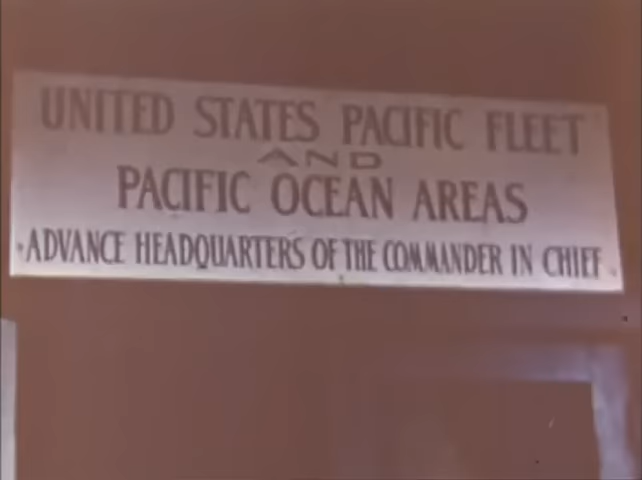 UNITED STATES PACIFIC FLEET
AND
PACIFIC OCEAN AREAS
ADVANCE HEADQUARTERS OF THE COMMANDER IN CHIEF